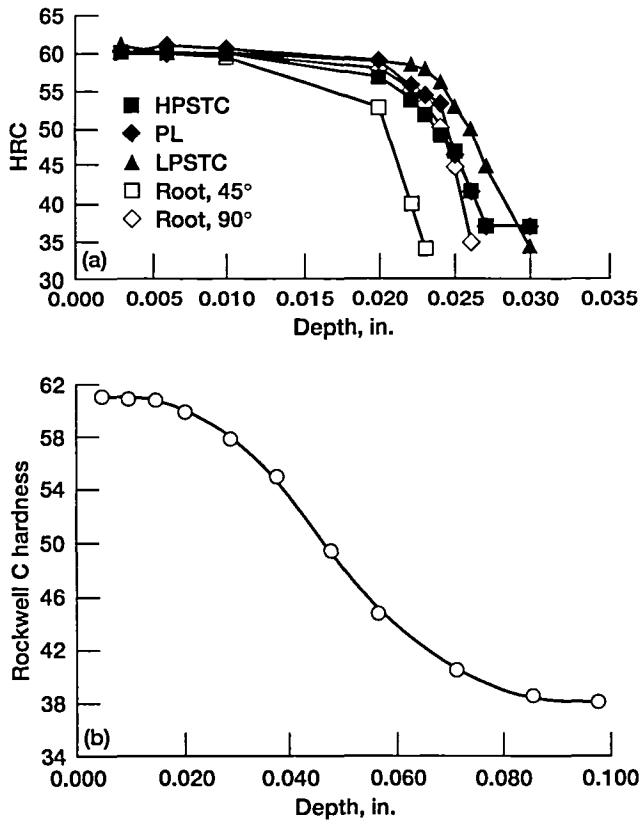 65
60
55
50
45
40
35
30
HRC
HPSTC
PL
LPSTC
Root, 45°
Root, 90°
(a)
0.000 0.005 0.010 0.015 0.020 0.025 0.030 0.035
Depth, in.
62
58
54
50
46
42
38
34
Rockwell C hardness
(b)
0.000 0.020 0.040 0.060 0.080 0.100
Depth, in.